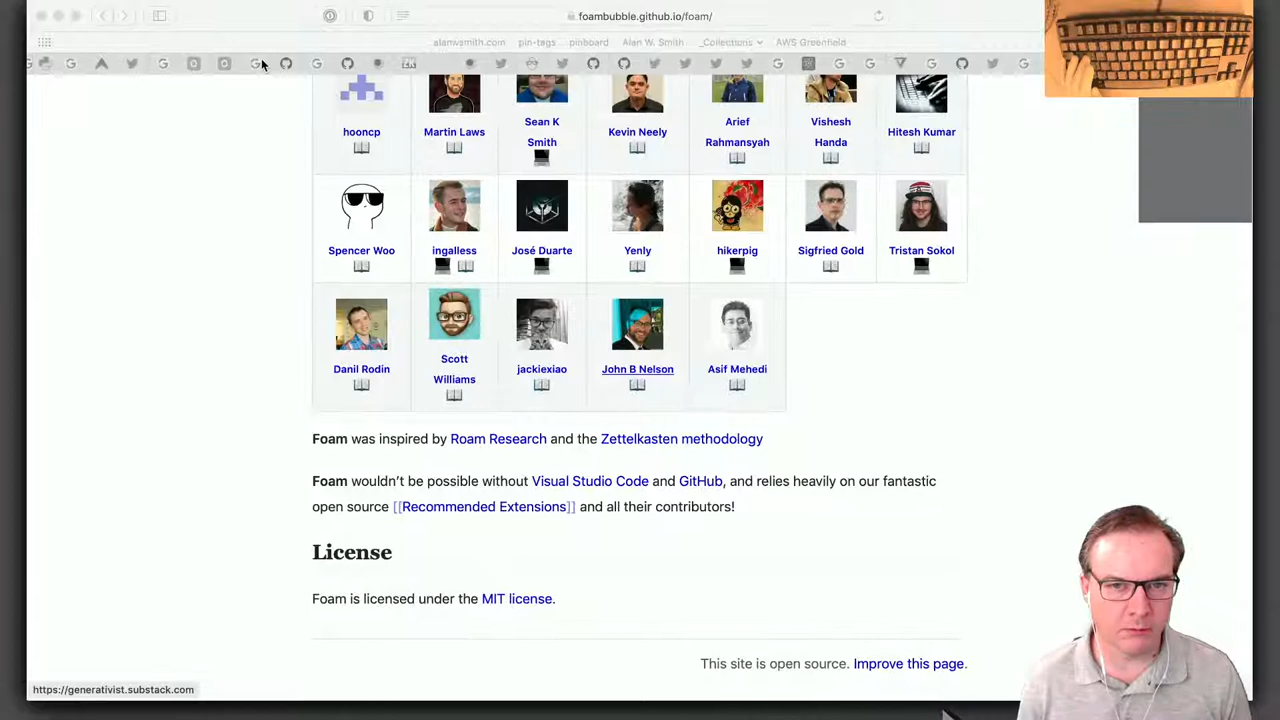 foambubble.github.io/foam/
alanwsmith.com pin-tags pinboard Alan W. Smith _Collections AWS Greenfield
hooncp
Martin Laws
Sean K
Smith
Kevin Neely
Arief
Rahmansyah
Vishesh
Handa
Hitesh Kumar
Spencer Woo
ingalless
José Duarte
Yenly
hikerpig
Sigfried Gold
Tristan Sokol
Danil Rodin
Scott
Williams
jackiexiao
John B Nelson
Asif Mehedi
Foam was inspired by Roam Research and the Zettelkasten methodology
Foam wouldn’t be possible without Visual Studio Code and GitHub, and relies heavily on our fantastic
open source [[Recommended Extensions]] and all their contributors!
License
Foam is licensed under the MIT license.
This site is open source. Improve this page.
https://generativist.substack.com